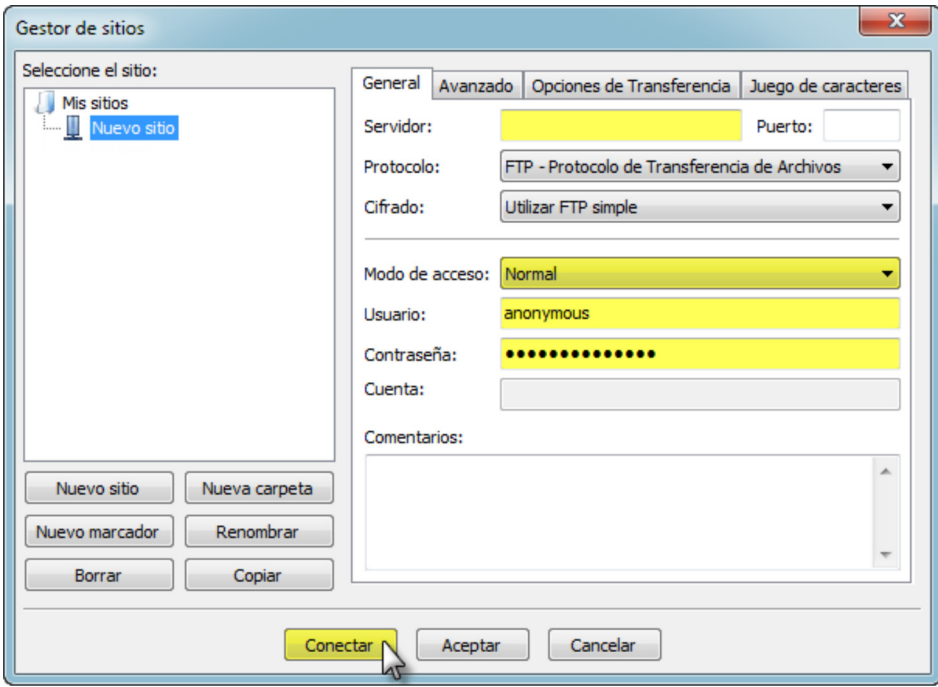 Gestor de sitios
Seleccione el sitio:
Mis sitios
Nuevo sitio
Nuevo sitio
Nueva carpeta
Nuevo marcador
Renombrar
Borrar
Copiar
General
Avanzado
Opciones de Transferencia
Juego de caracteres
Servidor:
Puerto:
Protocolo:
FTP - Protocolo de Transferencia de Archivos
Cifrado:
Utilizar FTP simple
Modo de acceso:
Normal
Usuario:
anonymous
Contraseña:
••••••••••••••
Cuenta:
Comentarios:
Conectar
Aceptar
Cancelar